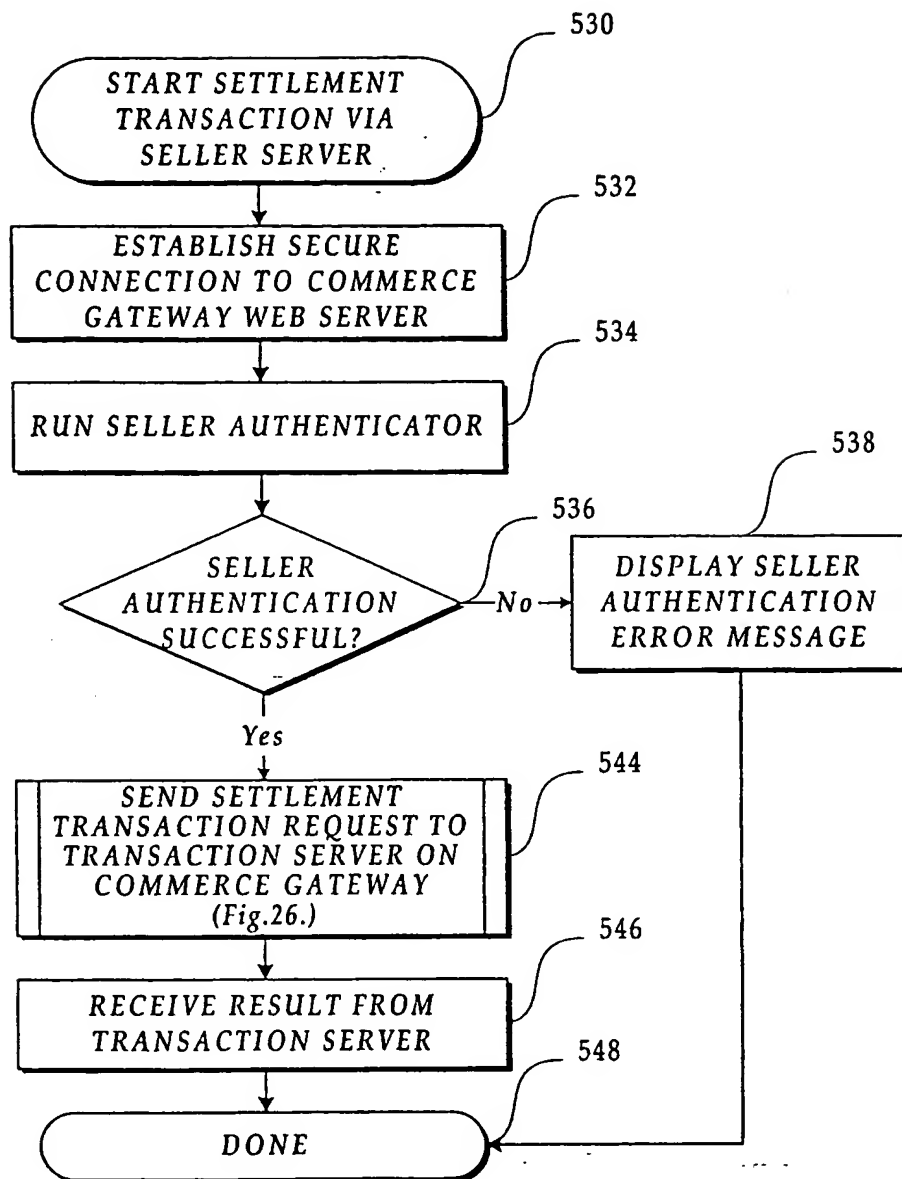 530
START SETTLEMENT
TRANSACTION VIA
SELLER SERVER
532
ESTABLISH SECURE
CONNECTION TO COMMERCE
GATEWAY WEB SERVER
534
RUN SELLER AUTHENTICATOR
536
SELLER
AUTHENTICATION
SUCCESSFUL?
No
538
DISPLAY SELLER
AUTHENTICATION
ERROR MESSAGE
Yes
544
SEND SETTLEMENT
TRANSACTION REQUEST TO
TRANSACTION SERVER ON
COMMERCE GATEWAY
(Fig.26.)
546
RECEIVE RESULT FROM
TRANSACTION SERVER
548
DONE